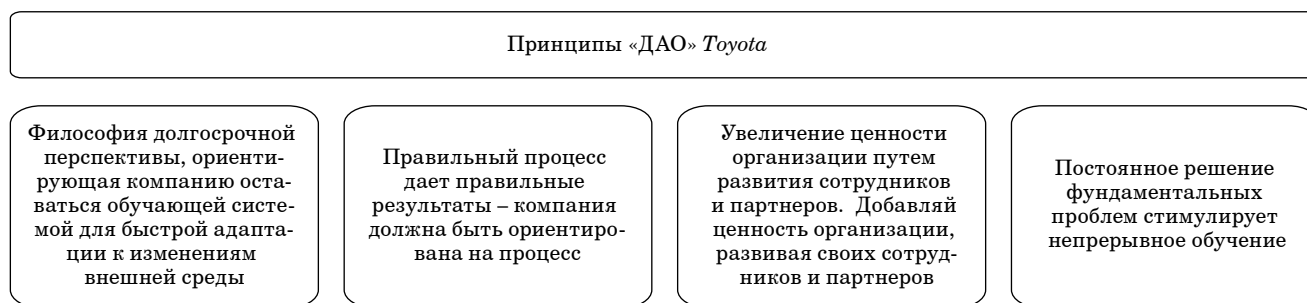 Принципы «ДАО» Toyota
Философия долгосрочной
перспективы, ориенти-
рующая компанию оста-
ваться обучающей систе-
мой для быстрой адапта-
ции к изменениям
внешней среды
Правильный процесс
дает правильные
результаты – компания
должна быть ориентиро-
вана на процесс
Увеличение ценности
организации путем
развития сотрудников
и партнеров. Добавляй
ценность организации,
развивая своих сотруд-
ников и партнеров
Постоянное решение
фундаментальных
проблем стимулирует
непрерывное обучение